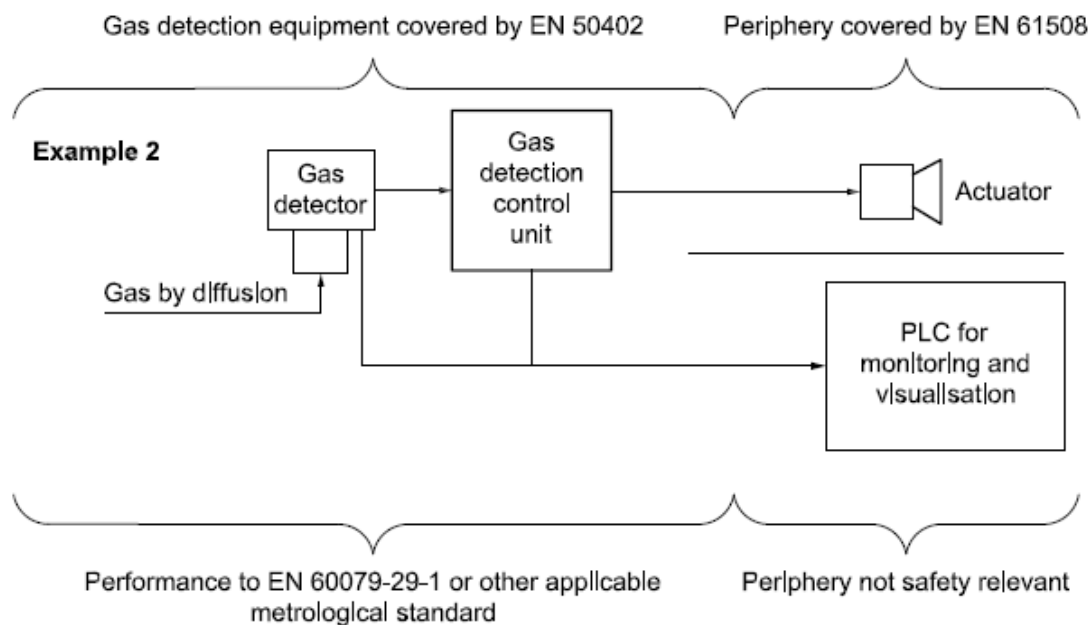 Gas detection equipment covered by EN 50402
Periphery covered by EN 61508
Example 2
Gas
detector
Gas
detection
control
unit
Actuator
Gas by diffusion
PLC for
monitoring and
visualisation
Performance to EN 60079-29-1 or other applicable
metrological standard
Periphery not safety relevant